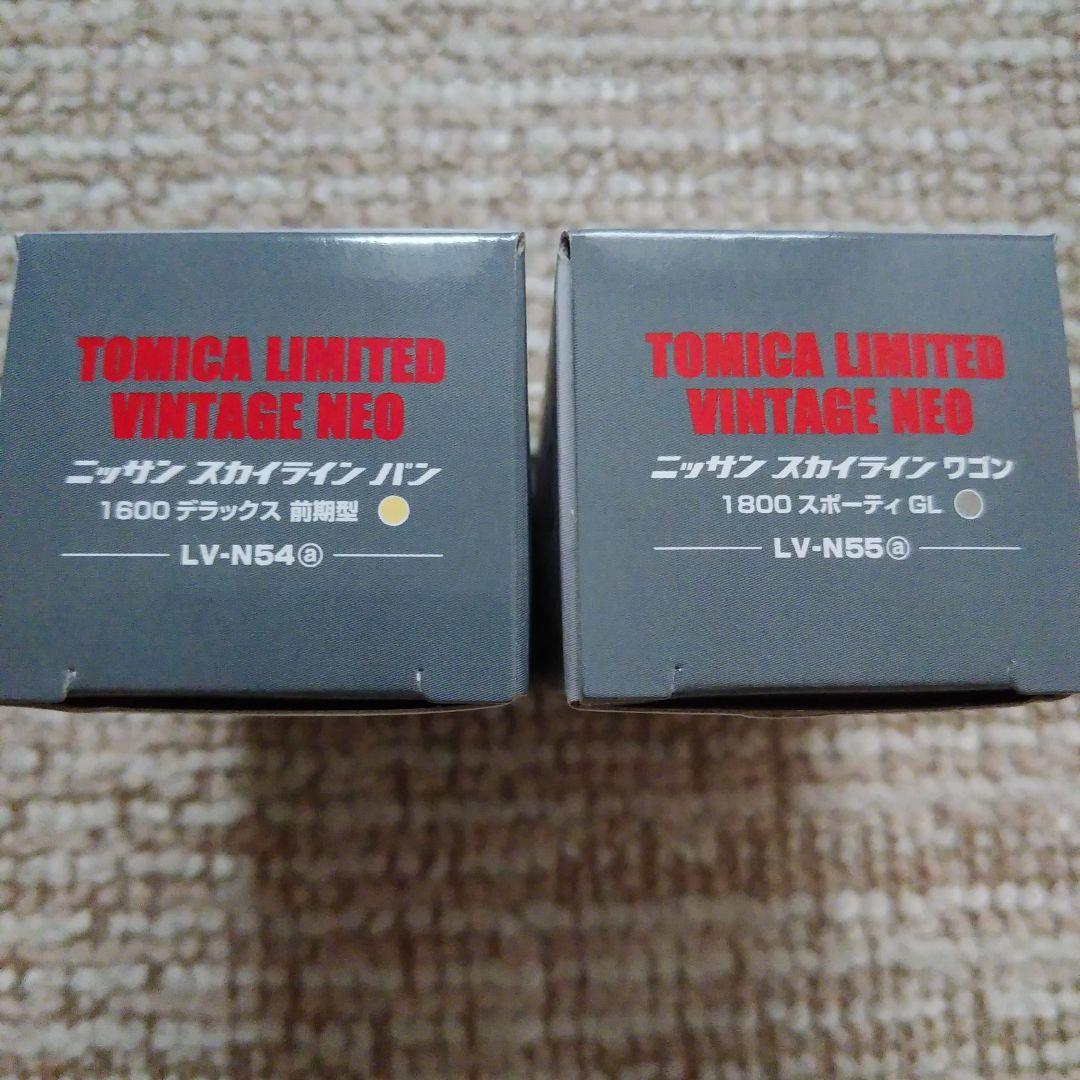 TOMICA LIMITED
VINTAGE NEO
ニッサン スカイライン バン
1600 デラックス 前期型
LV-N54ⓐ
TOMICA LIMITED
VINTAGE NEO
ニッサン スカイライン ワゴン
1800 スポーティ GL
LV-N55ⓐ